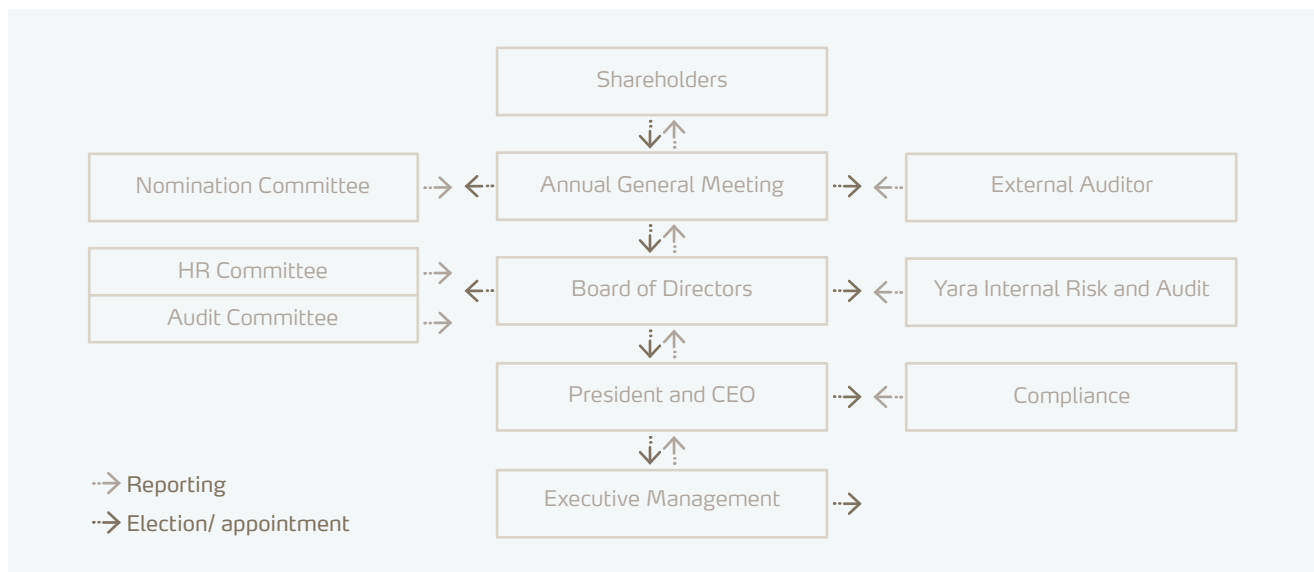 Shareholders
Nomination Committee
Annual General Meeting
External Auditor
HR Committee
Audit Committee
Board of Directors
Yara Internal Risk and Audit
President and CEO
Compliance
Executive Management
Reporting
Election/ appointment